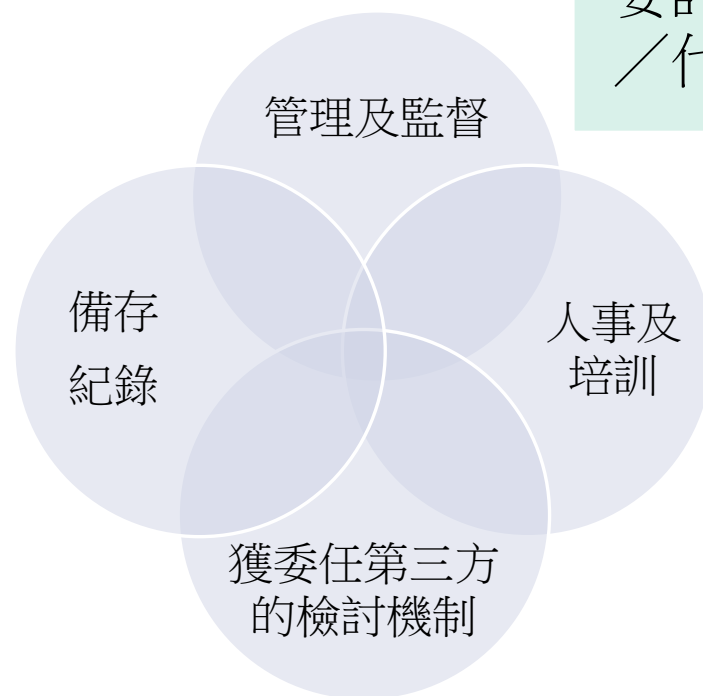 管理及監督
備存
紀錄
人事及
培訓
獲委任第三方
的檢討機制